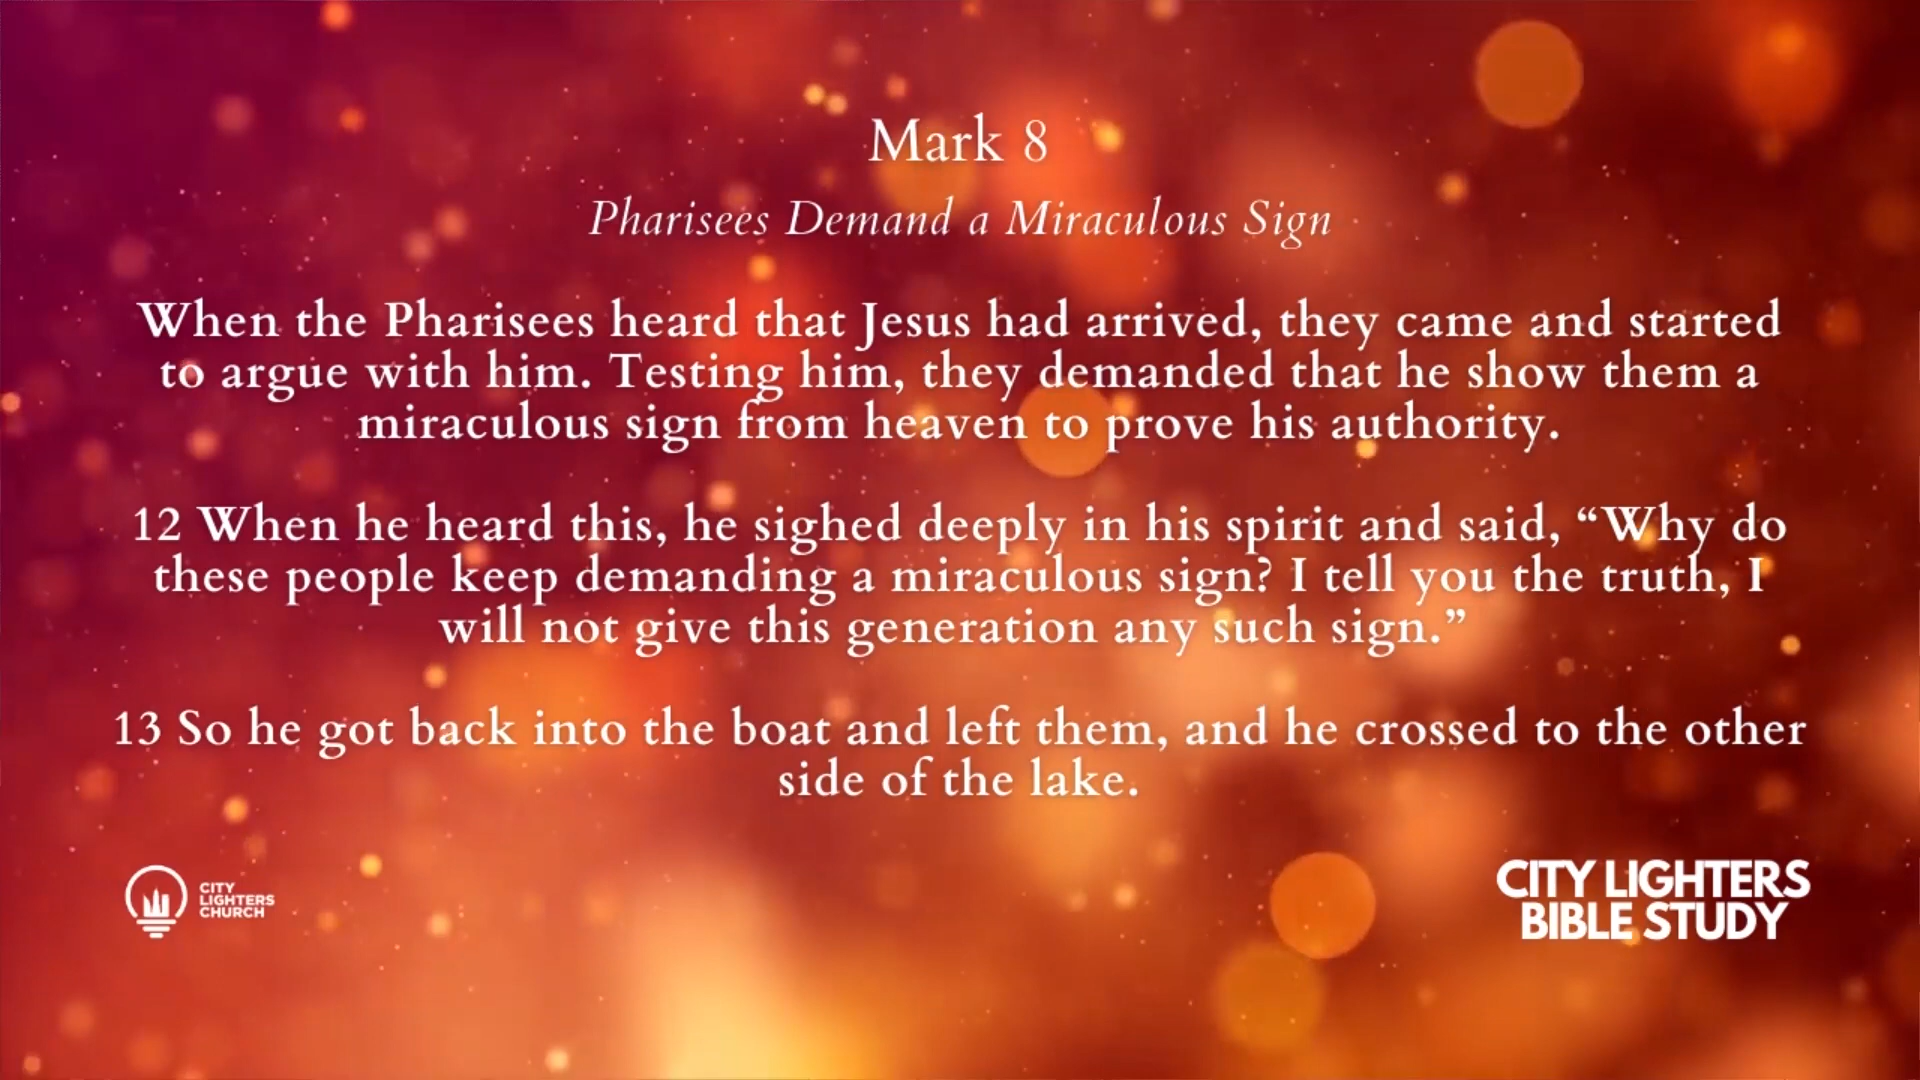 Mark 8
Pharisees Demand a Miraculous Sign
When the Pharisees heard that Jesus had arrived, they came and started
to argue with him. Testing him, they demanded that he show them a
miraculous sign from heaven to prove his authority.
12 When he heard this, he sighed deeply in his spirit and said, “Why do
these people keep demanding a miraculous sign? I tell you the truth, I
will not give this generation any such sign.”
13 So he got back into the boat and left them, and he crossed to the other
side of the lake.
CITY
LIGHTERS
CHURCH
CITY LIGHTERS
BIBLE STUDY